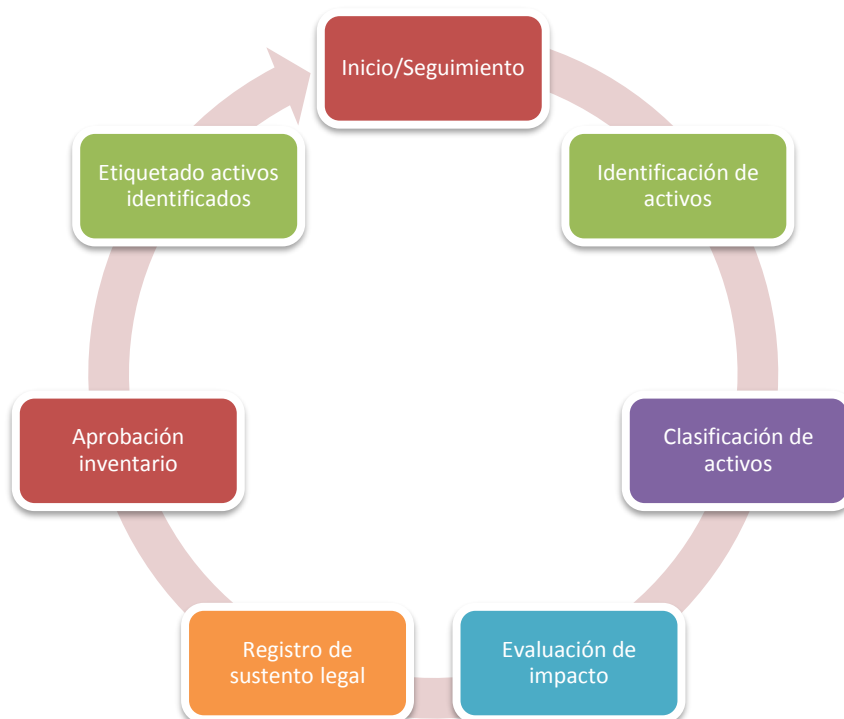 Inicio/Seguimiento
Identificación de
activos
Clasificación de
activos
Evaluación de
impacto
Registro de
sustento legal
Aprobación
inventario
Etiquetado activos
identificados